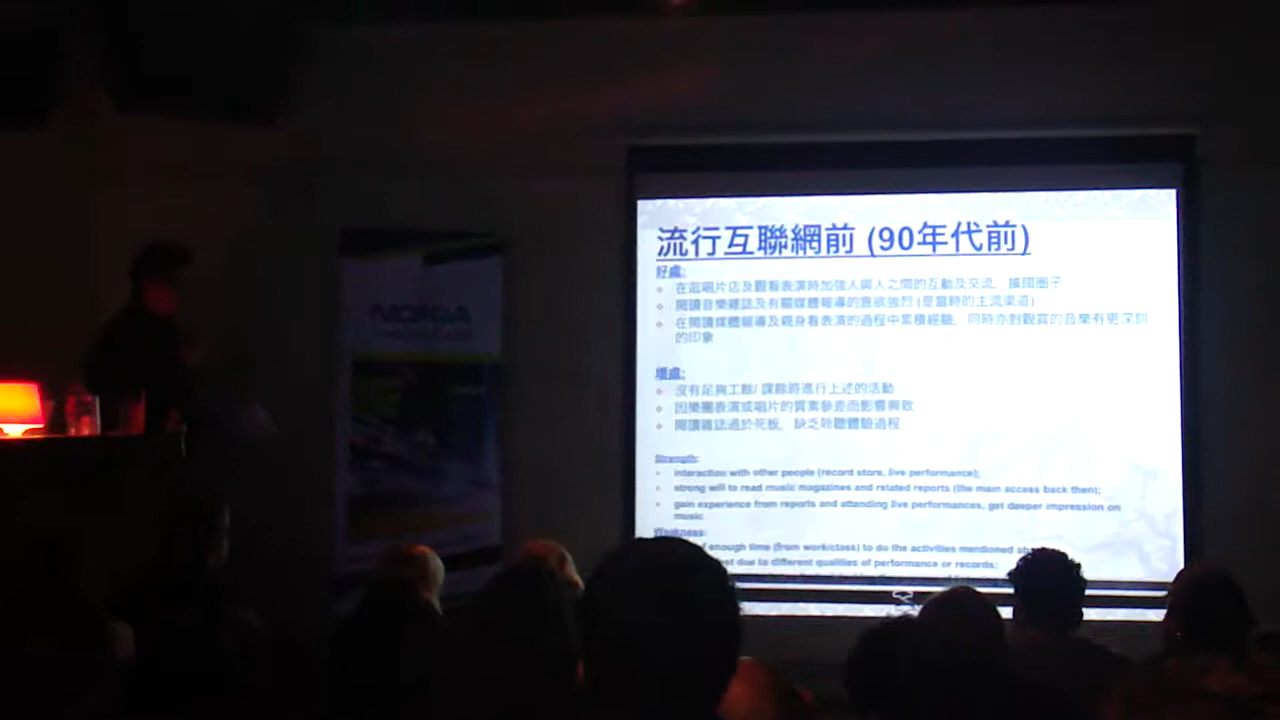 流行互聯網前 (90年代前)
好處:
在逛唱片店及觀看表演時加強人與人之間的互動及交流, 擴闊圈子
閱讀音樂雜誌及有關媒體報導的意欲強烈 (是當時的主流渠道)
在閱讀媒體報導及親身看表演的過程中累積經驗, 同時亦對觀賞的音樂有更深刻
的印象
壞處:
沒有足夠工餘/ 課餘時進行上述的活動
因樂團表演或唱片的質素參差而影響興致
閱讀雜誌過於死板, 缺乏聆聽體驗過程
Strength:
interaction with other people (record store, live performance);
strong will to read music magazines and related reports (the main access back then);
gain experience from reports and attending live performances, get deeper impression on
music
Weakness:
enough time (from work/class) to do the activities mentioned
due to different qualities of performance or records;